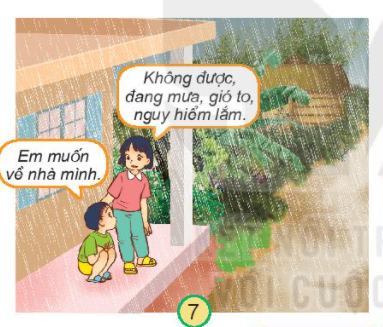 Không được,
đang mưa, gió to,
nguy hiểm lắm.
Em muốn
về nhà mình.
7